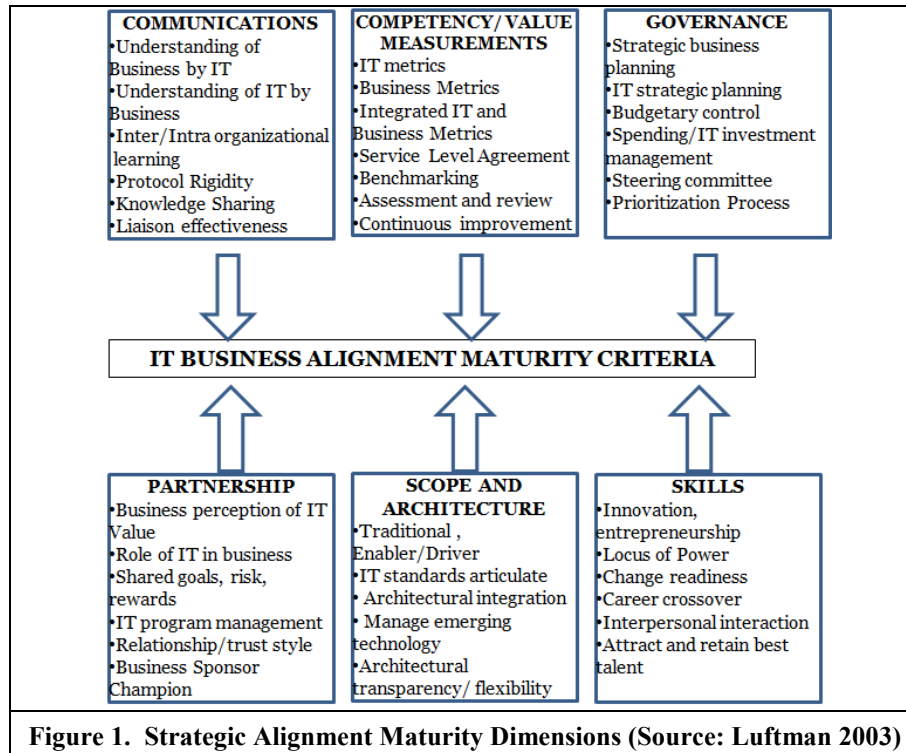 COMMUNICATIONS
•Understanding of
Business by IT
•Understanding of IT by
Business
•Inter/Intra organizational
learning
•Protocol Rigidity
•Knowledge Sharing
•Liaison effectiveness
COMPETENCY/VALUE
MEASUREMENTS
•IT metrics
•Business Metrics
•Integrated IT and
Business Metrics
•Service Level Agreement
•Benchmarking
•Assessment and review
•Continuous improvement
GOVERNANCE
•Strategic business
planning
•IT strategic planning
•Budgetary control
•Spending/IT investment
management
•Steering committee
•Prioritization Process
IT BUSINESS ALIGNMENT MATURITY CRITERIA
PARTNERSHIP
•Business perception of IT
Value
•Role of IT in business
•Shared goals, risk,
rewards
•IT program management
•Relationship/trust style
•Business Sponsor
Champion
SCOPE AND
ARCHITECTURE
•Traditional ,
Enabler/Driver
•IT standards articulate
• Architectural integration
• Manage emerging
technology
•Architectural
transparency/ flexibility
SKILLS
•Innovation,
entrepreneurship
•Locus of Power
•Change readiness
•Career crossover
•Interpersonal interaction
•Attract and retain best
talent
Figure 1. Strategic Alignment Maturity Dimensions (Source: Luftman 2003)